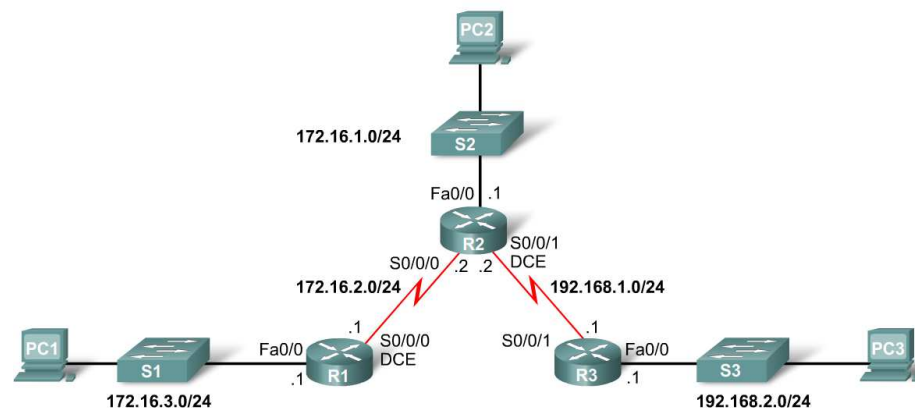 PC2
172.16.1.0/24
S2
Fa0/0
.1
R2
S0/0/1
DCE
S0/0/0
.2
.2
172.16.2.0/24
192.168.1.0/24
.1
S0/0/0
DCE
S0/0/1
.1
PC1
S1
Fa0/0
.1
R1
R3
Fa0/0
.1
S3
PC3
172.16.3.0/24
192.168.2.0/24